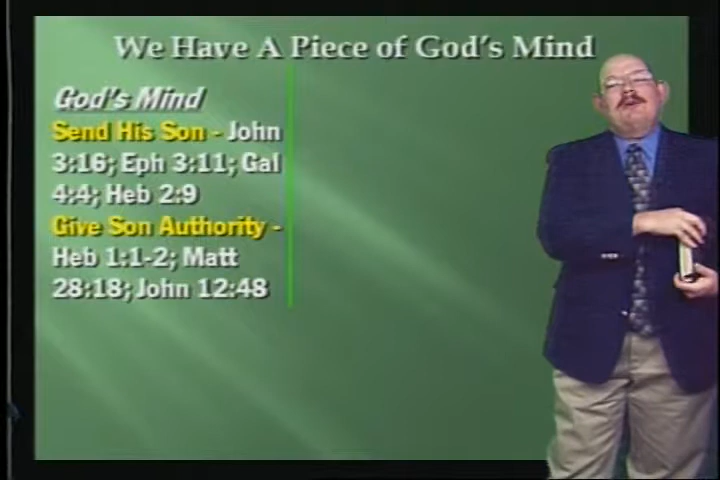 We Have A Piece of God's Mind
God's Mind
Send His Son - John
3:16; Eph 3:11; Gal
4:4; Heb 2:9
Give Son Authority -
Heb 1:1-2; Matt
28:18; John 12:48